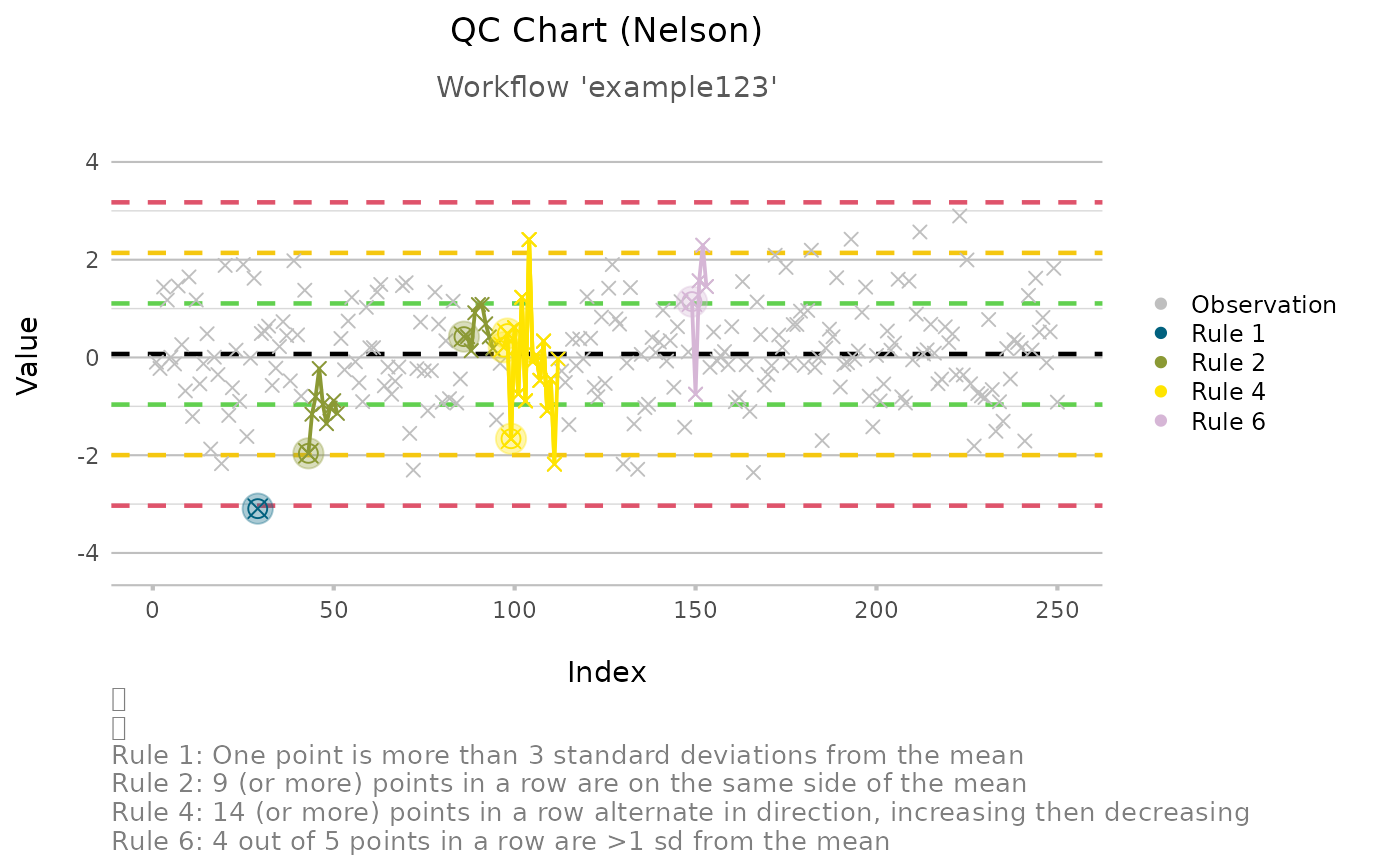 QC Chart (Nelson)
Workflow 'example123'
Value
4
2
0
-2
-4
0 50 100 150 200 250
Index
Observation
Rule 1
Rule 2
Rule 4
Rule 6
Rule 1: One point is more than 3 standard deviations from the mean
Rule 2: 9 (or more) points in a row are on the same side of the mean
Rule 4: 14 (or more) points in a row alternate in direction, increasing then decreasing
Rule 6: 4 out of 5 points in a row are >1 sd from the mean